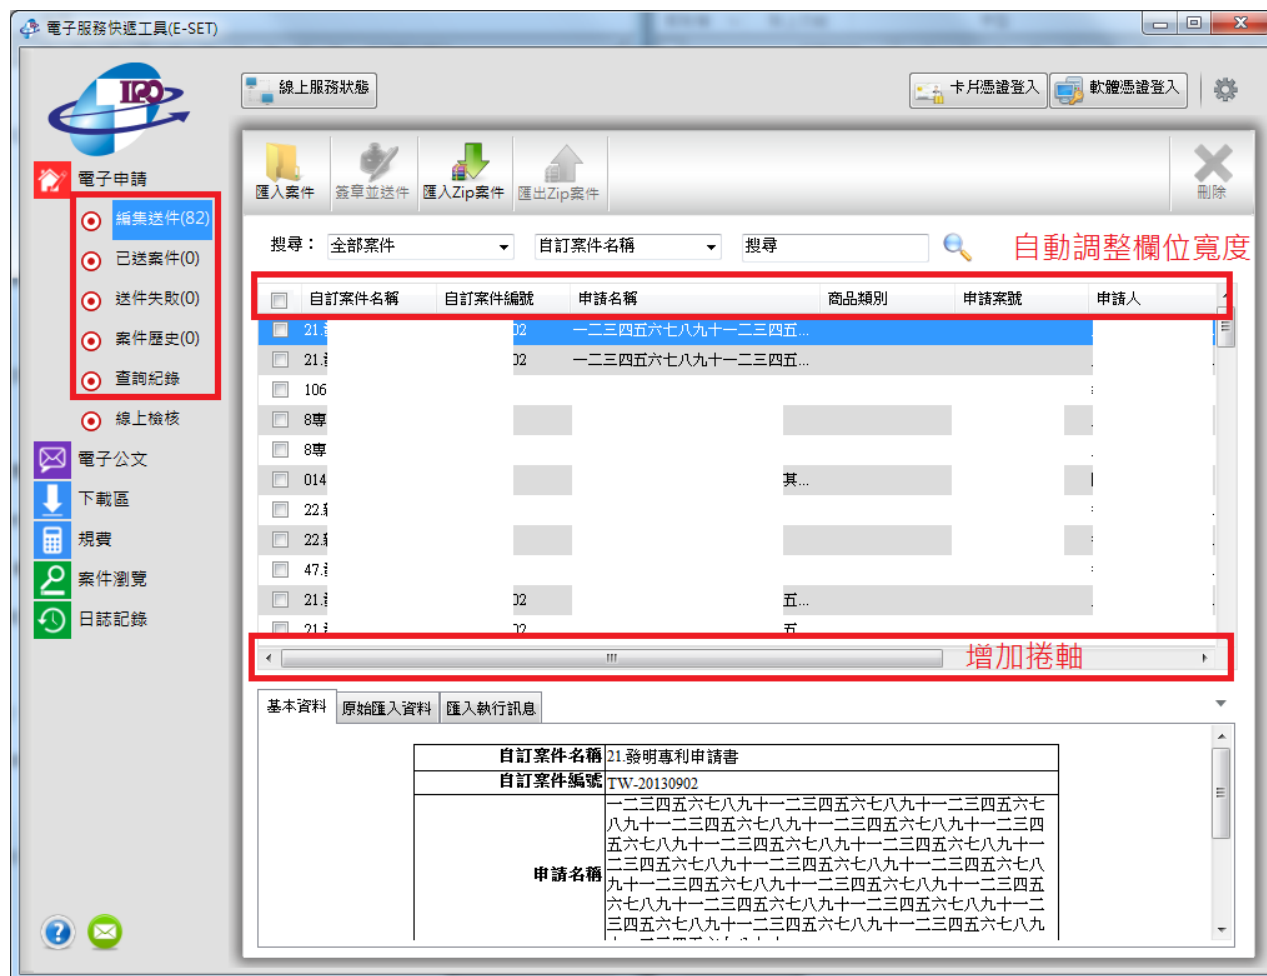 電子服務快遞工具(E-SET)
IPO
線上服務狀態
卡片憑證登入
軟體憑證登入
電子申請
編集送件(82)
已送案件(0)
送件失敗(0)
案件歷史(0)
查詢紀錄
線上檢核
電子公文
下載區
規費
案件瀏覽
日誌記錄
匯入案件
簽章並送件
匯入Zip案件
匯出Zip案件
刪除
搜尋：
全部案件
自訂案件名稱
搜尋
自動調整欄位寬度
自訂案件名稱 自訂案件編號 申請名稱 商品類別 申請案號 申請人
21. 02 一二三四五六七八九十一二三四五...
21. 02 一二三四五六七八九十一二三四五...
106
8專
8專
014 其...
22.
22.
47.
21. 02 五...
21. 02 五
增加捲軸
基本資料 原始匯入資料 匯入執行訊息
自訂案件名稱 21.發明專利申請書
自訂案件編號 TW-20130902
申請名稱
一二三四五六七八九十一二三四五六七八九十一二三四五六七
八九十一二三四五六七八九十一二三四五六七八九十一二三四
五六七八九十一二三四五六七八九十一二三四五六七八九十一
二三四五六七八九十一二三四五六七八九十一二三四五六七八
九十一二三四五六七八九十一二三四五六七八九十一二三四五
六七八九十一二三四五六七八九十一二三四五六七八九十一二
三四五六七八九十一二三四五六七八九十一二三四五六七八九